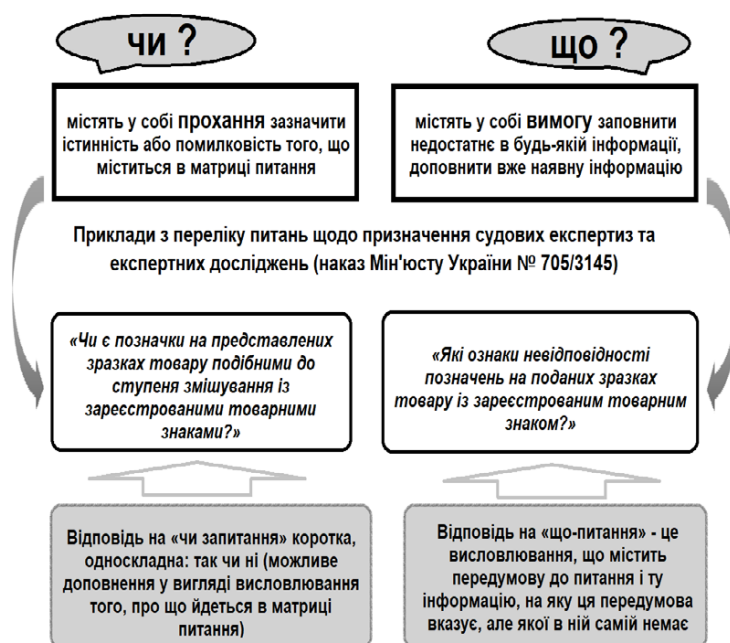 чи ?
що ?
містять у собі прохання зазначити
істинність або помилковість того, що
міститься в матриці питання
містять у собі вимогу заповнити
недостатнє в будь-якій інформації,
доповнити вже наявну інформацію
Приклади з переліку питань щодо призначення судових експертиз та
експертних досліджень (наказ Мін'юсту України № 705/3145)
«Чи є позначки на представлених
зразках товару подібними до
ступеня змішування із
зареєстрованими товарними
знаками?»
«Які ознаки невідповідності
позначень на поданих зразках
товару із зареєстрованим товарним
знаком?»
Відповідь на «чи запитання» коротка,
односкладна: так чи ні (можливе
доповнення у вигляді висловлювання
того, про що йдеться в матриці
питання)
Відповідь на «що-питання» - це
висловлювання, що містить
передумову до питання і ту
інформацію, на яку ця передумова
вказує, але якої в ній самій немає